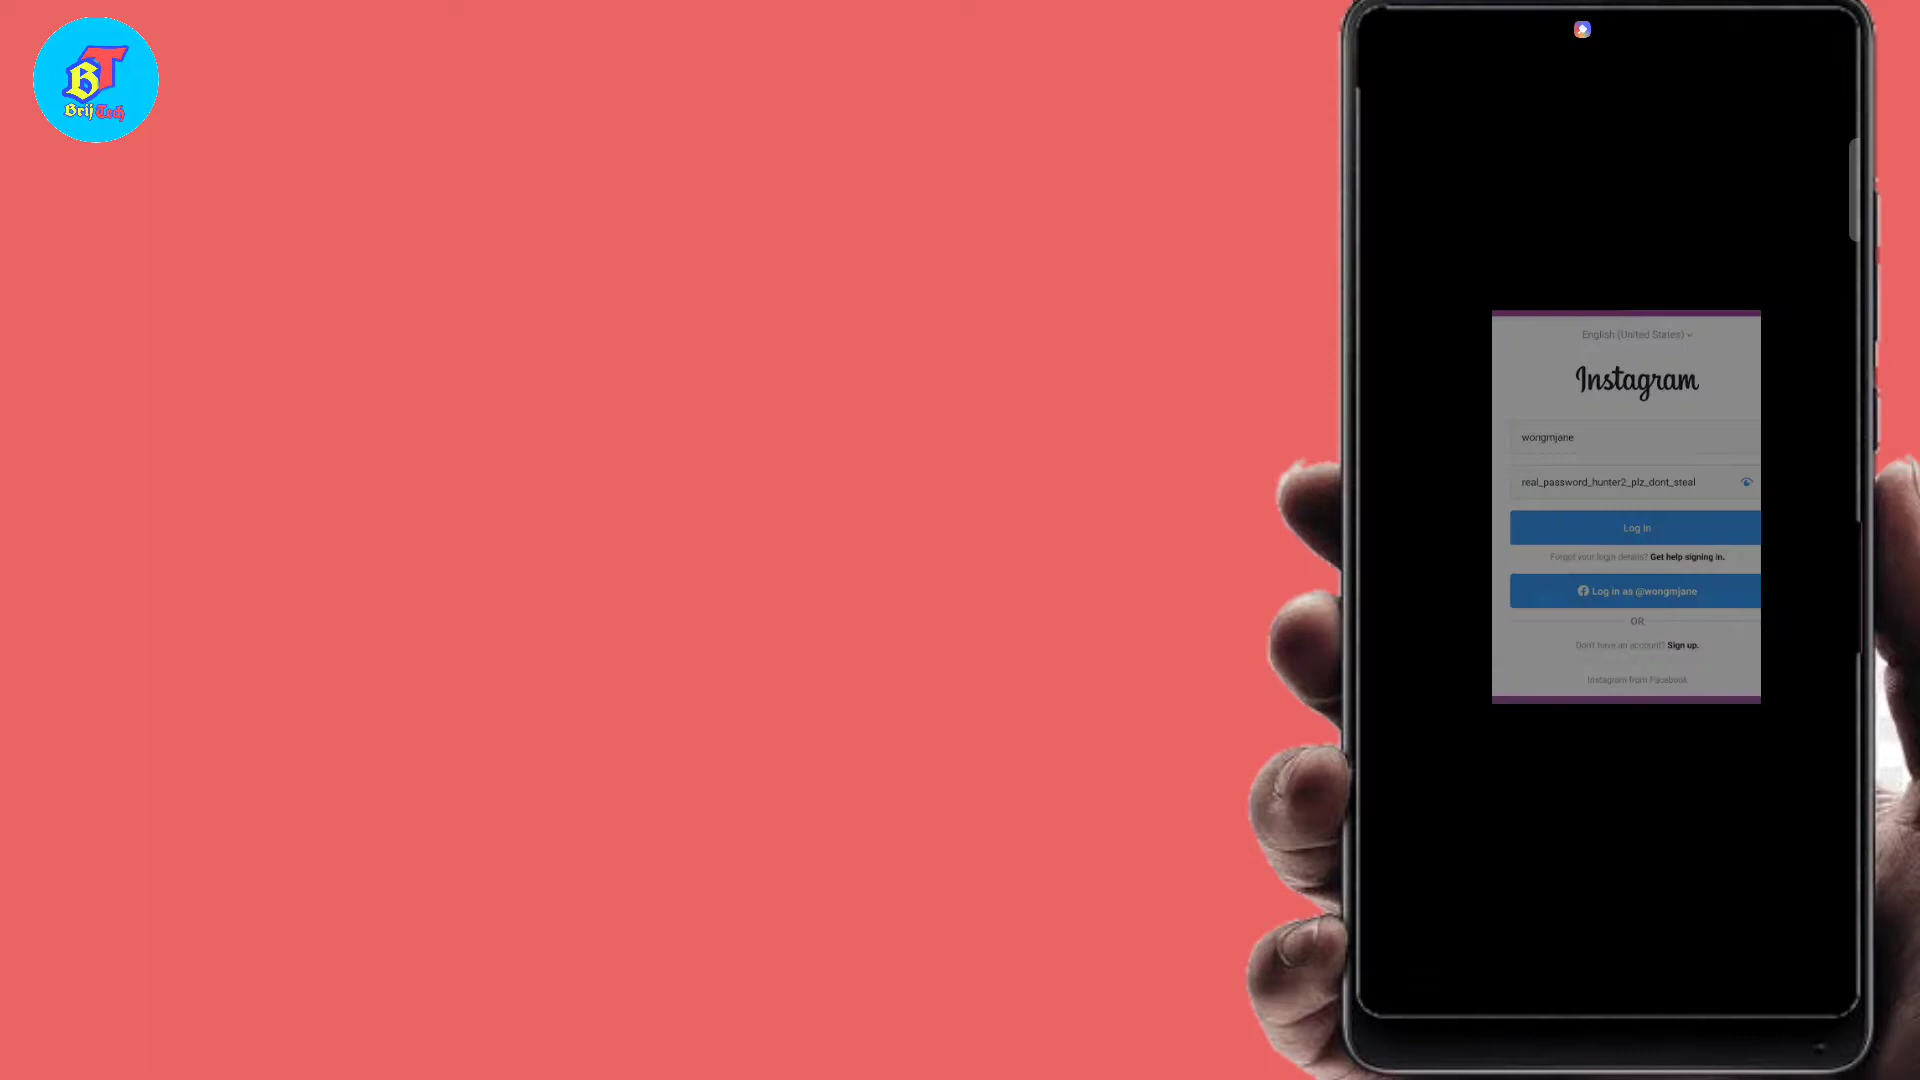 BT
Brij Tech
English (United States)
Instagram
wongmjane
real_password_hunter2_plz_dont_steal
Log in
Forgot your login details? Get help signing in.
Log in as @wongmjane
OR
Don't have an account? Sign up.
Instagram from Facebook